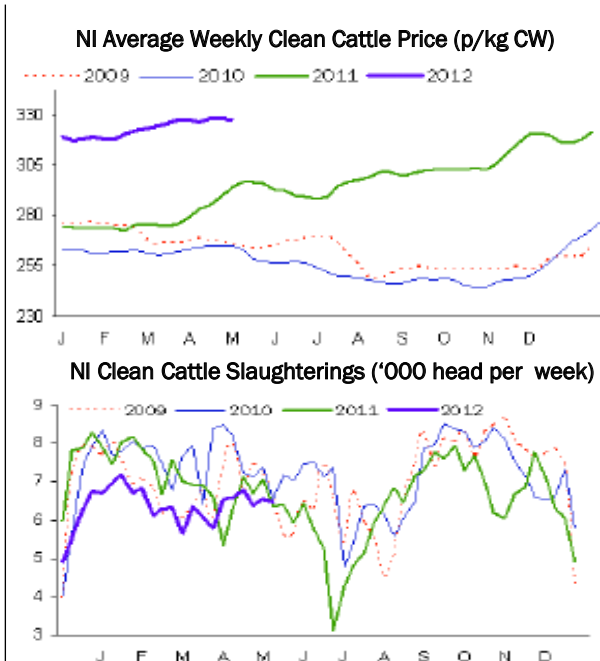 NI Average Weekly Clean Cattle Price (p/kg CW)
2009 2010 2011 2012
330
305
280
255
230
J F M A M J J A S O N D
NI Clean Cattle Slaughterings (‘000 head per week)
9
2009 2010 2011 2012
8
7
6
5
4
3
J F M A M J J A S O N D